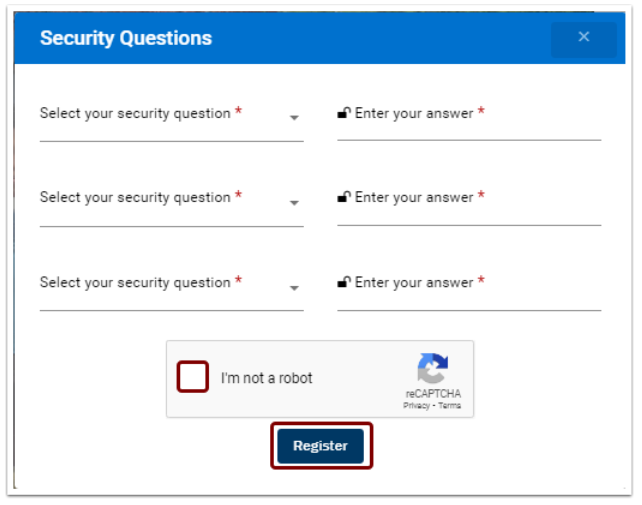 Security Questions ×
Select your security question * Enter your answer *
Select your security question * Enter your answer *
Select your security question * Enter your answer *
I'm not a robot
reCAPTCHA
Privacy - Terms
Register